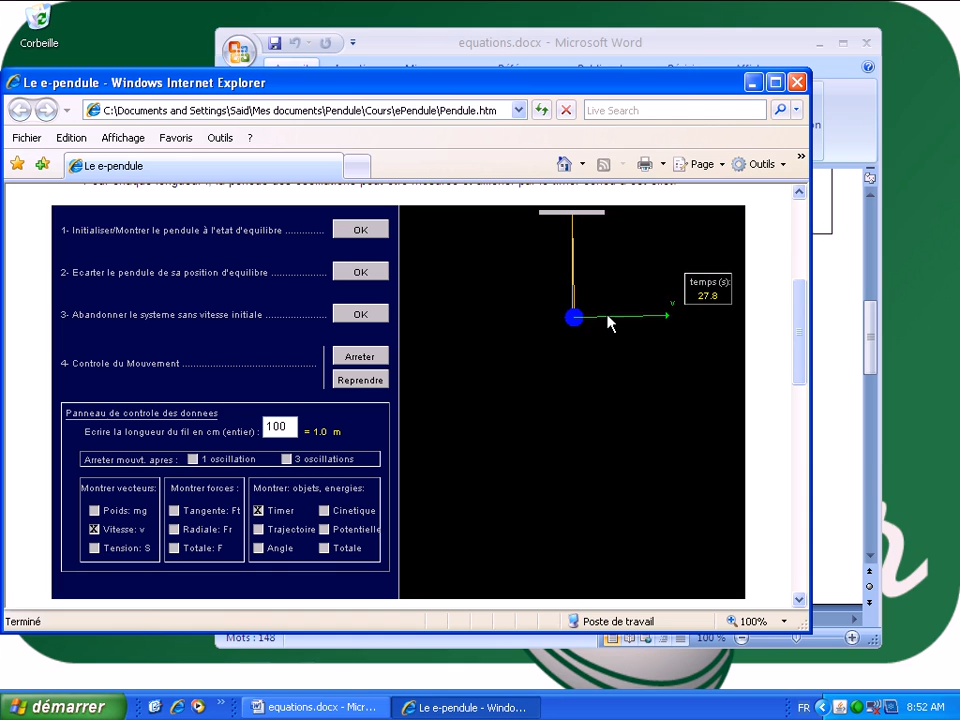 Corbeille
equations.docx - Microsoft Word
Le e-pendule - Windows Internet Explorer
C:\Documents and Settings\Said\Mes documents\Pendule\Cours\ePendule\Pendule.htm
Live Search
Fichier Edition Affichage Favoris Outils ?
Le e-pendule
Page
Outils
1- Initialiser/Montrer le pendule à l'etat d'equilibre .............
OK
2- Ecarter le pendule de sa position d'equilibre ...................
OK
3- Abandonner le systeme sans vitesse initiale .....................
OK
4- Controle du Mouvement ........................................
Arreter
Reprendre
Panneau de controle des donnees
Ecrire la longueur du fil en cm (entier) : 100 = 1.0 m
Arreter mouvt. apres : 1 oscillation 3 oscillations
Montrer vecteurs: Montrer forces : Montrer: objets, energies:
Poids: mg Tangente: Ft Timer Cinetique
Vitesse: v Radiale: Fr Trajectoire Potentielle
Tension: S Totale: F Angle Totale
temps (s):
27.8
v
Terminé
Poste de travail
100%
Mots : 148
100 %
démarrer
equations.docx - Micr...
Le e-pendule - Windo...
FR
8:52 AM